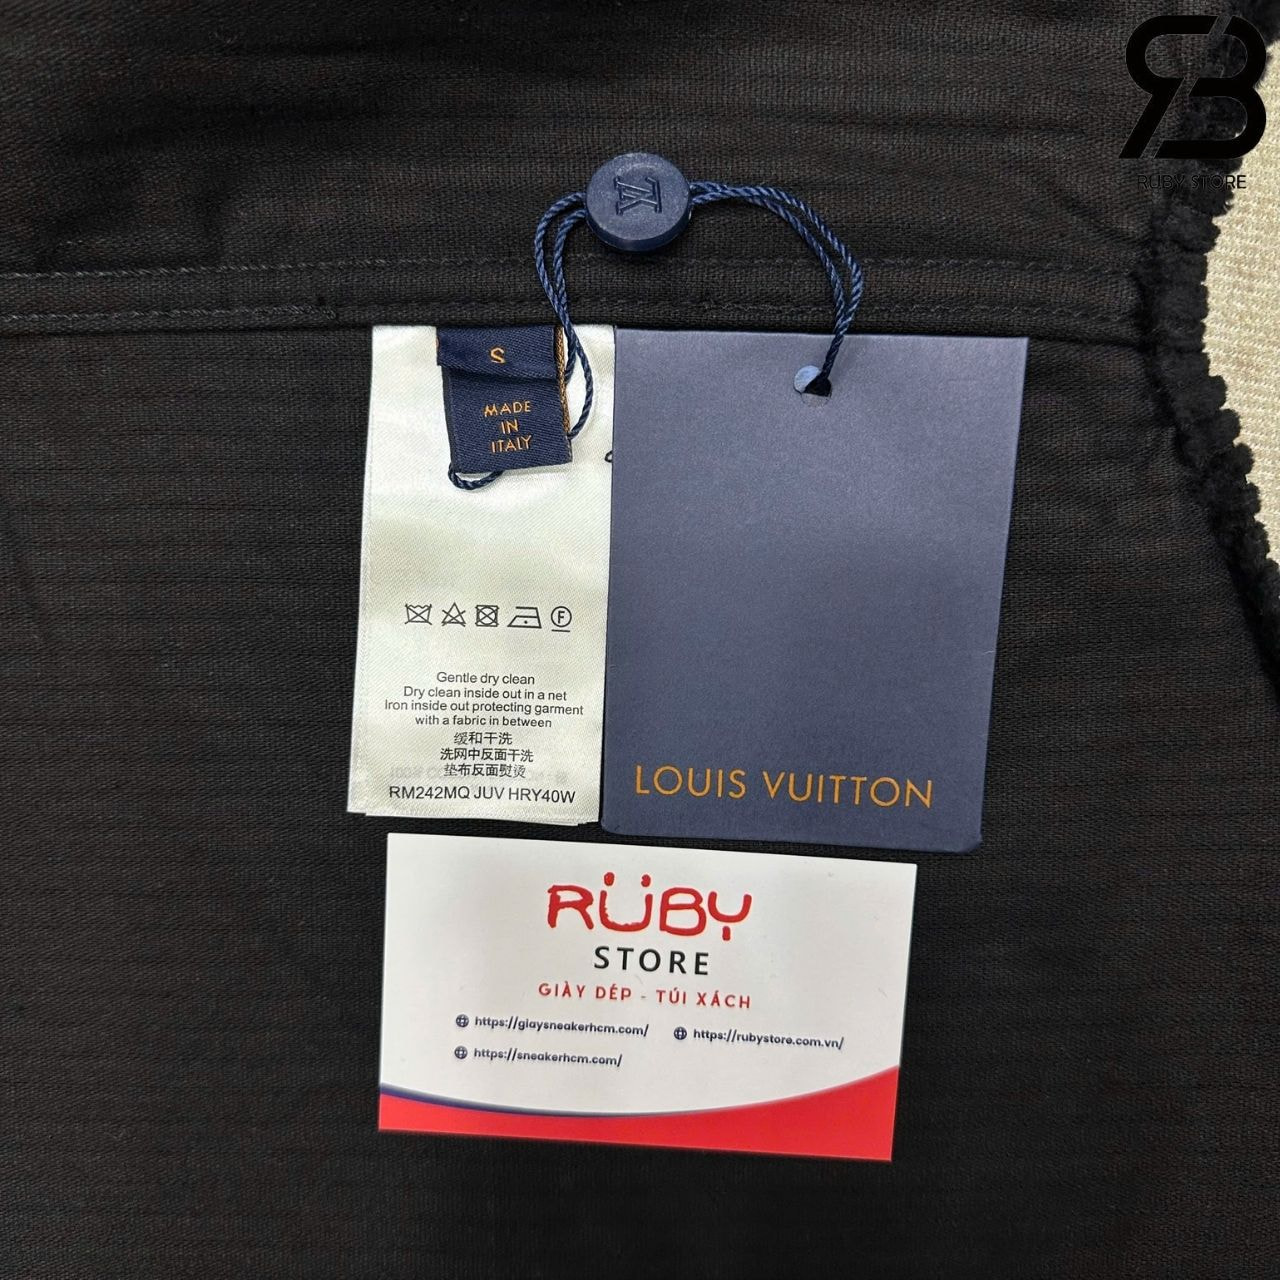 RUBY STORE
S
MADE
IN
ITALY
Gentle dry clean
Dry clean inside out in a net
Iron inside out protecting garment
with a fabric in between
缓和干洗
洗网中反面干洗
垫布反面熨烫
RM242MQ JUV HRY40W
LOUIS VUITTON
RÜBY
STORE
GIÀY DÉP - TÚI XÁCH
https://giaysneakerhcm.com/
https://rubystore.com.vn/
https://sneakerhcm.com/